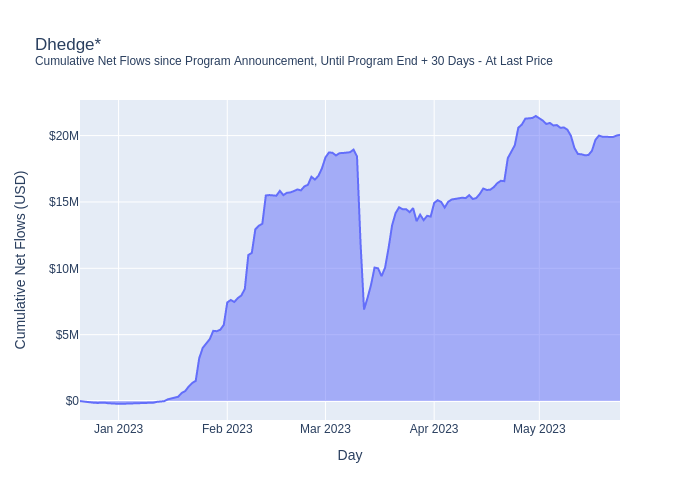 Dhedge*
Cumulative Net Flows since Program Announcement, Until Program End + 30 Days - At Last Price
Cumulative Net Flows (USD)
$20M
$15M
$10M
$5M
$0
Jan 2023
Feb 2023
Mar 2023
Apr 2023
May 2023
Day